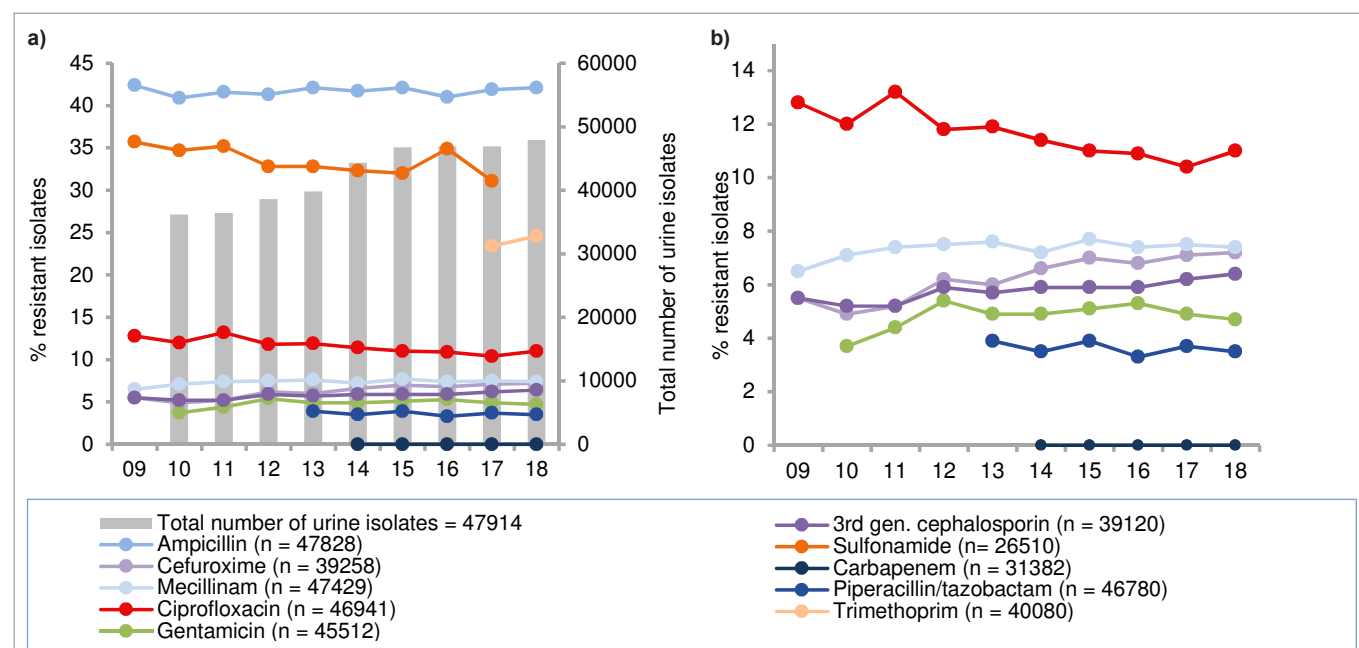 a)
b)
% resistant isolates
45
40
35
30
25
20
15
10
5
0
60000
50000
40000
30000
20000
10000
0
Total number of urine isolates
09 10 11 12 13 14 15 16 17 18
% resistant isolates
14
12
10
8
6
4
2
0
09 10 11 12 13 14 15 16 17 18
Total number of urine isolates = 47914
Ampicillin (n = 47828)
Cefuroxime (n = 39258)
Mecillinam (n = 47429)
Ciprofloxacin (n = 46941)
Gentamicin (n = 45512)
3rd gen. cephalosporin (n = 39120)
Sulfonamide (n= 26510)
Carbapenem (n = 31382)
Piperacillin/tazobactam (n = 46780)
Trimethoprim (n = 40080)